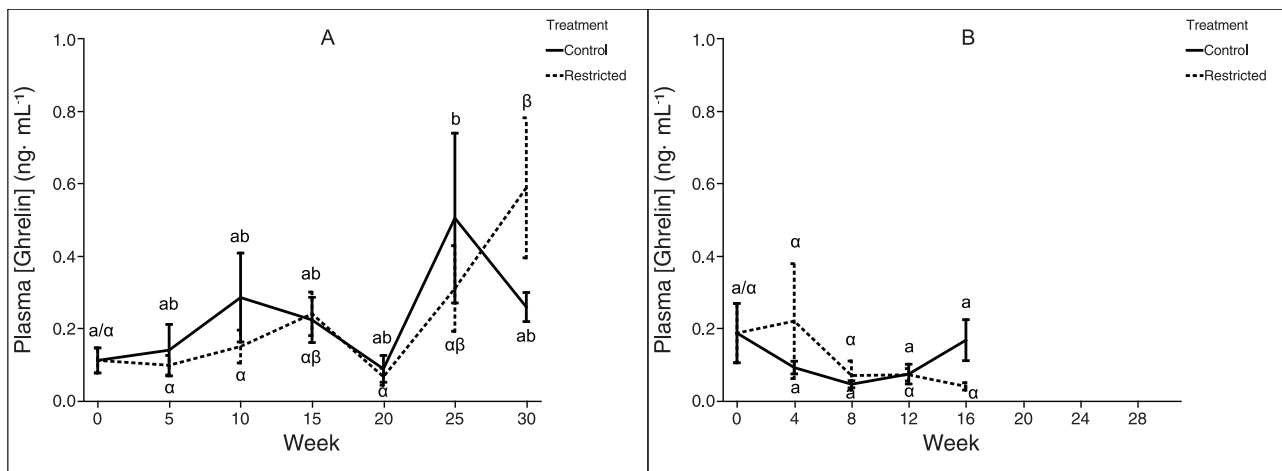 A
Treatment
Control
Restricted
Plasma [Ghrelin] (ng· mL⁻¹)
1.0
0.8
0.6
0.4
0.2
0.0
a/α
ab
α
ab
α
ab
αβ
ab
α
b
αβ
β
ab
0 5 10 15 20 25 30
Week
B
Treatment
Control
Restricted
Plasma [Ghrelin] (ng· mL⁻¹)
1.0
0.8
0.6
0.4
0.2
0.0
a/α
α
a
α
a
a
α
a
α
0 4 8 12 16 20 24 28
Week